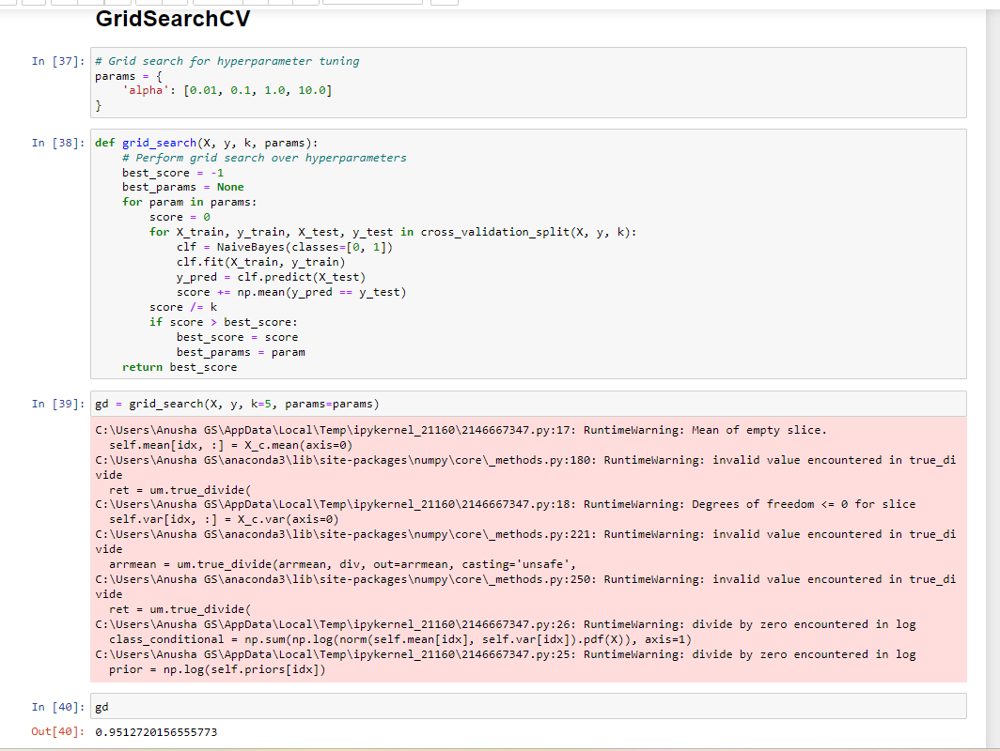 GridSearchCV
In [37]: # Grid search for hyperparameter tuning
params = {
    'alpha': [0.01, 0.1, 1.0, 10.0]
}
In [38]: def grid_search(X, y, k, params):
    # Perform grid search over hyperparameters
    best_score = -1
    best_params = None
    for param in params:
        score = 0
        for X_train, y_train, X_test, y_test in cross_validation_split(X, y, k):
            clf = NaiveBayes(classes=[0, 1])
            clf.fit(X_train, y_train)
            y_pred = clf.predict(X_test)
            score += np.mean(y_pred == y_test)
        score /= k
        if score > best_score:
            best_score = score
            best_params = param
    return best_score
In [39]: gd = grid_search(X, y, k=5, params=params)
C:\Users\Anusha GS\AppData\Local\Temp\ipykernel_21160\2146667347.py:17: RuntimeWarning: Mean of empty slice.
  self.mean[idx, :] = X_c.mean(axis=0)
C:\Users\Anusha GS\anaconda3\lib\site-packages\numpy\core\_methods.py:180: RuntimeWarning: invalid value encountered in true_di
vide
  ret = um.true_divide(
C:\Users\Anusha GS\AppData\Local\Temp\ipykernel_21160\2146667347.py:18: RuntimeWarning: Degrees of freedom <= 0 for slice
  self.var[idx, :] = X_c.var(axis=0)
C:\Users\Anusha GS\anaconda3\lib\site-packages\numpy\core\_methods.py:221: RuntimeWarning: invalid value encountered in true_di
vide
  arrmean = um.true_divide(arrmean, div, out=arrmean, casting='unsafe',
C:\Users\Anusha GS\anaconda3\lib\site-packages\numpy\core\_methods.py:250: RuntimeWarning: invalid value encountered in true_di
vide
  ret = um.true_divide(
C:\Users\Anusha GS\AppData\Local\Temp\ipykernel_21160\2146667347.py:26: RuntimeWarning: divide by zero encountered in log
  class_conditional = np.sum(np.log(norm(self.mean[idx], self.var[idx]).pdf(X)), axis=1)
C:\Users\Anusha GS\AppData\Local\Temp\ipykernel_21160\2146667347.py:25: RuntimeWarning: divide by zero encountered in log
  prior = np.log(self.priors[idx])
In [40]: gd
Out[40]: 0.9512720156555773